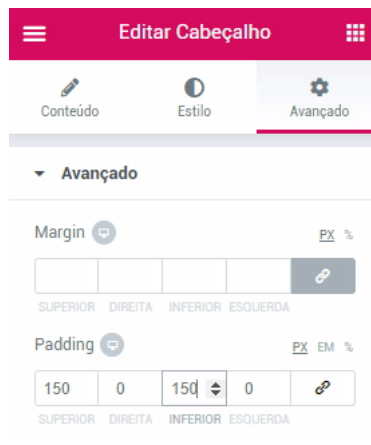 Editar Cabeçalho
Conteúdo Estilo Avançado
Avançado
Margin PX %
SUPERIOR DIREITA INFERIOR ESQUERDA
Padding PX EM %
150 0 150 0
SUPERIOR DIREITA INFERIOR ESQUERDA